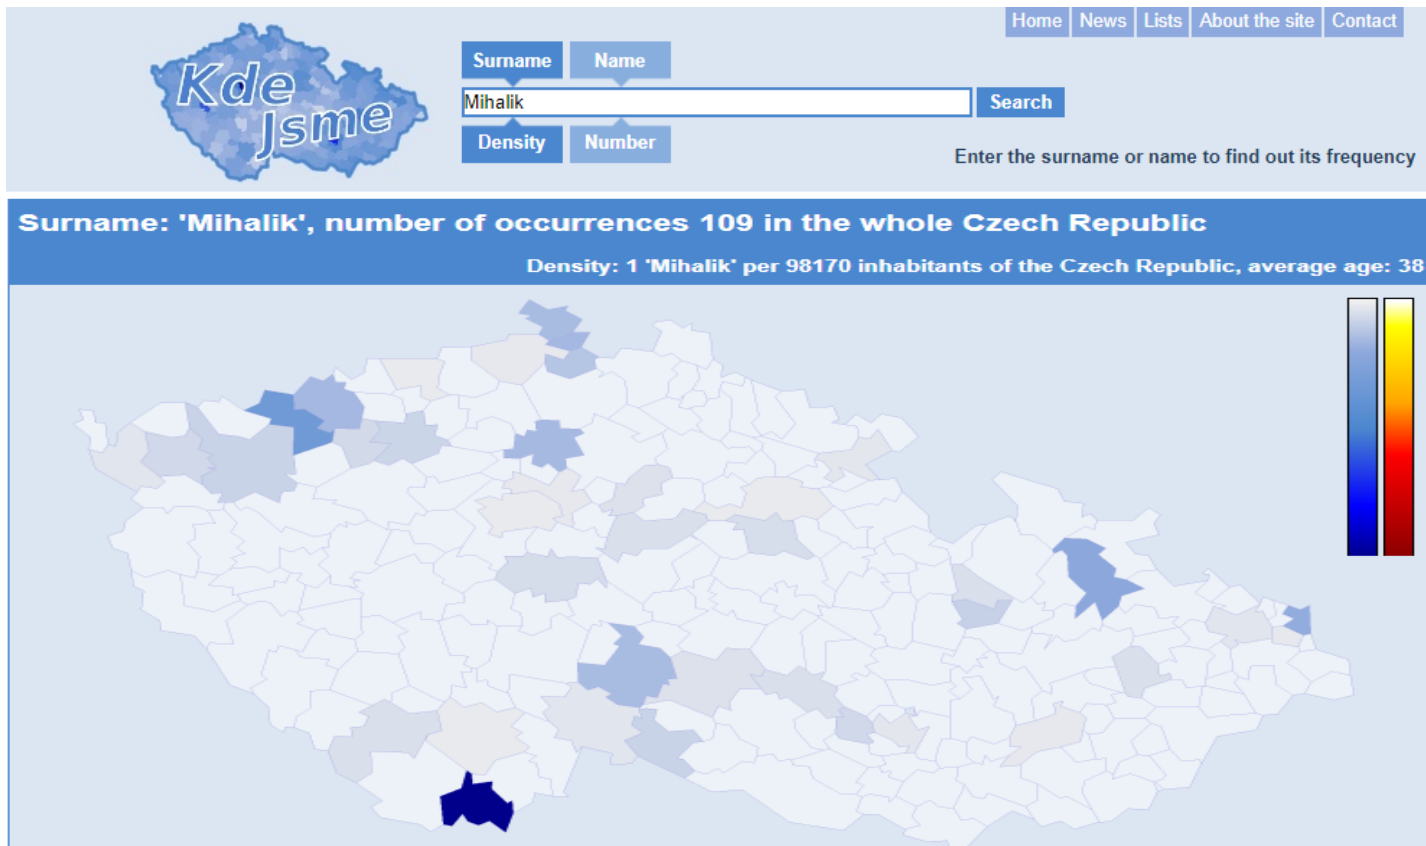 Home News Lists About the site Contact
Kde
Jsme
Surname Name
Mihalik Search
Density Number
Enter the surname or name to find out its frequency
Surname: 'Mihalik', number of occurrences 109 in the whole Czech Republic
Density: 1 'Mihalik' per 98170 inhabitants of the Czech Republic, average age: 38